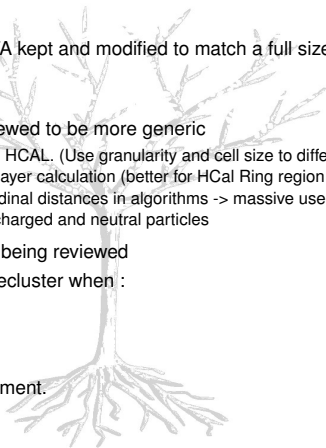 A kept and modified to match a full size
ewed to be more generic
HCAL. (Use granularity and cell size to diffe
ayer calculation (better for HCal Ring region
dinal distances in algorithms -> massive use
charged and neutral particles
being reviewed
ecluster when :
ment.